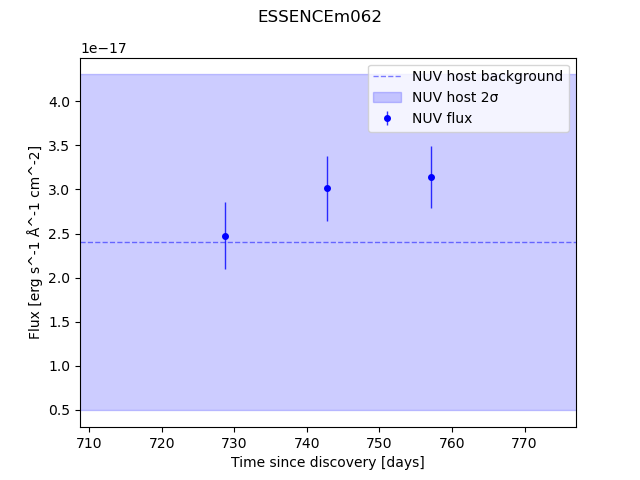 ESSENCEm062
1e−17
NUV host background
NUV host 2σ
NUV flux
4.0
3.5
3.0
2.5
2.0
1.5
1.0
0.5
Flux [erg s^-1 Å^-1 cm^-2]
710 720 730 740 750 760 770
Time since discovery [days]